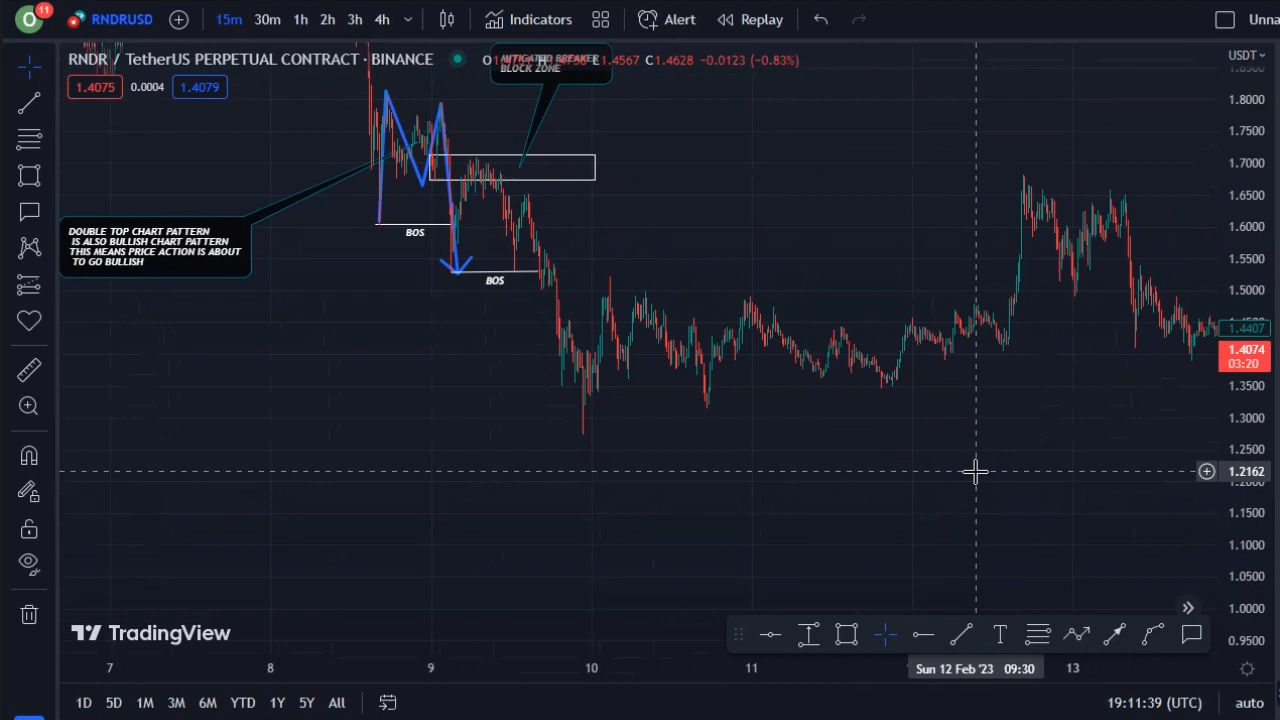 O
11
RNDRUSD
15m
30m
1h
2h
3h
4h
Indicators
Alert
Replay
Unna
RNDR / TetherUS PERPETUAL CONTRACT · BINANCE
L1.4567 C1.4628 -0.0123 (-0.83%)
MITIGATED BREAKER
BLOCK ZONE
1.4075
0.0004
1.4079
USDT
1.8000
1.7500
1.7000
1.6500
1.6000
1.5500
1.5000
1.4407
1.4074
03:20
1.3500
1.3000
1.2500
1.2162
1.1500
1.1000
1.0500
1.0000
0.9500
DOUBLE TOP CHART PATTERN
IS ALSO BULLISH CHART PATTERN
THIS MEANS PRICE ACTION IS ABOUT
TO GO BULLISH
BOS
BOS
TradingView
7
8
9
10
11
Sun 12 Feb '23 09:30
13
1D
5D
1M
3M
6M
YTD
1Y
5Y
All
19:11:39 (UTC)
auto